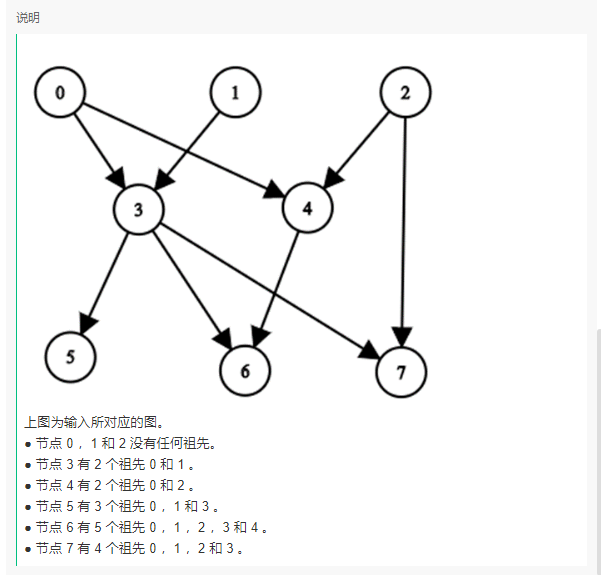 说明
0 1 2
3 4
5 6 7
上图为输入所对应的图。
● 节点 0 ，1 和 2 没有任何祖先。
● 节点 3 有 2 个祖先 0 和 1 。
● 节点 4 有 2 个祖先 0 和 2 。
● 节点 5 有 3 个祖先 0 ，1 和 3 。
● 节点 6 有 5 个祖先 0 ，1 ，2 ，3 和 4 。
● 节点 7 有 4 个祖先 0 ，1 ，2 和 3 。